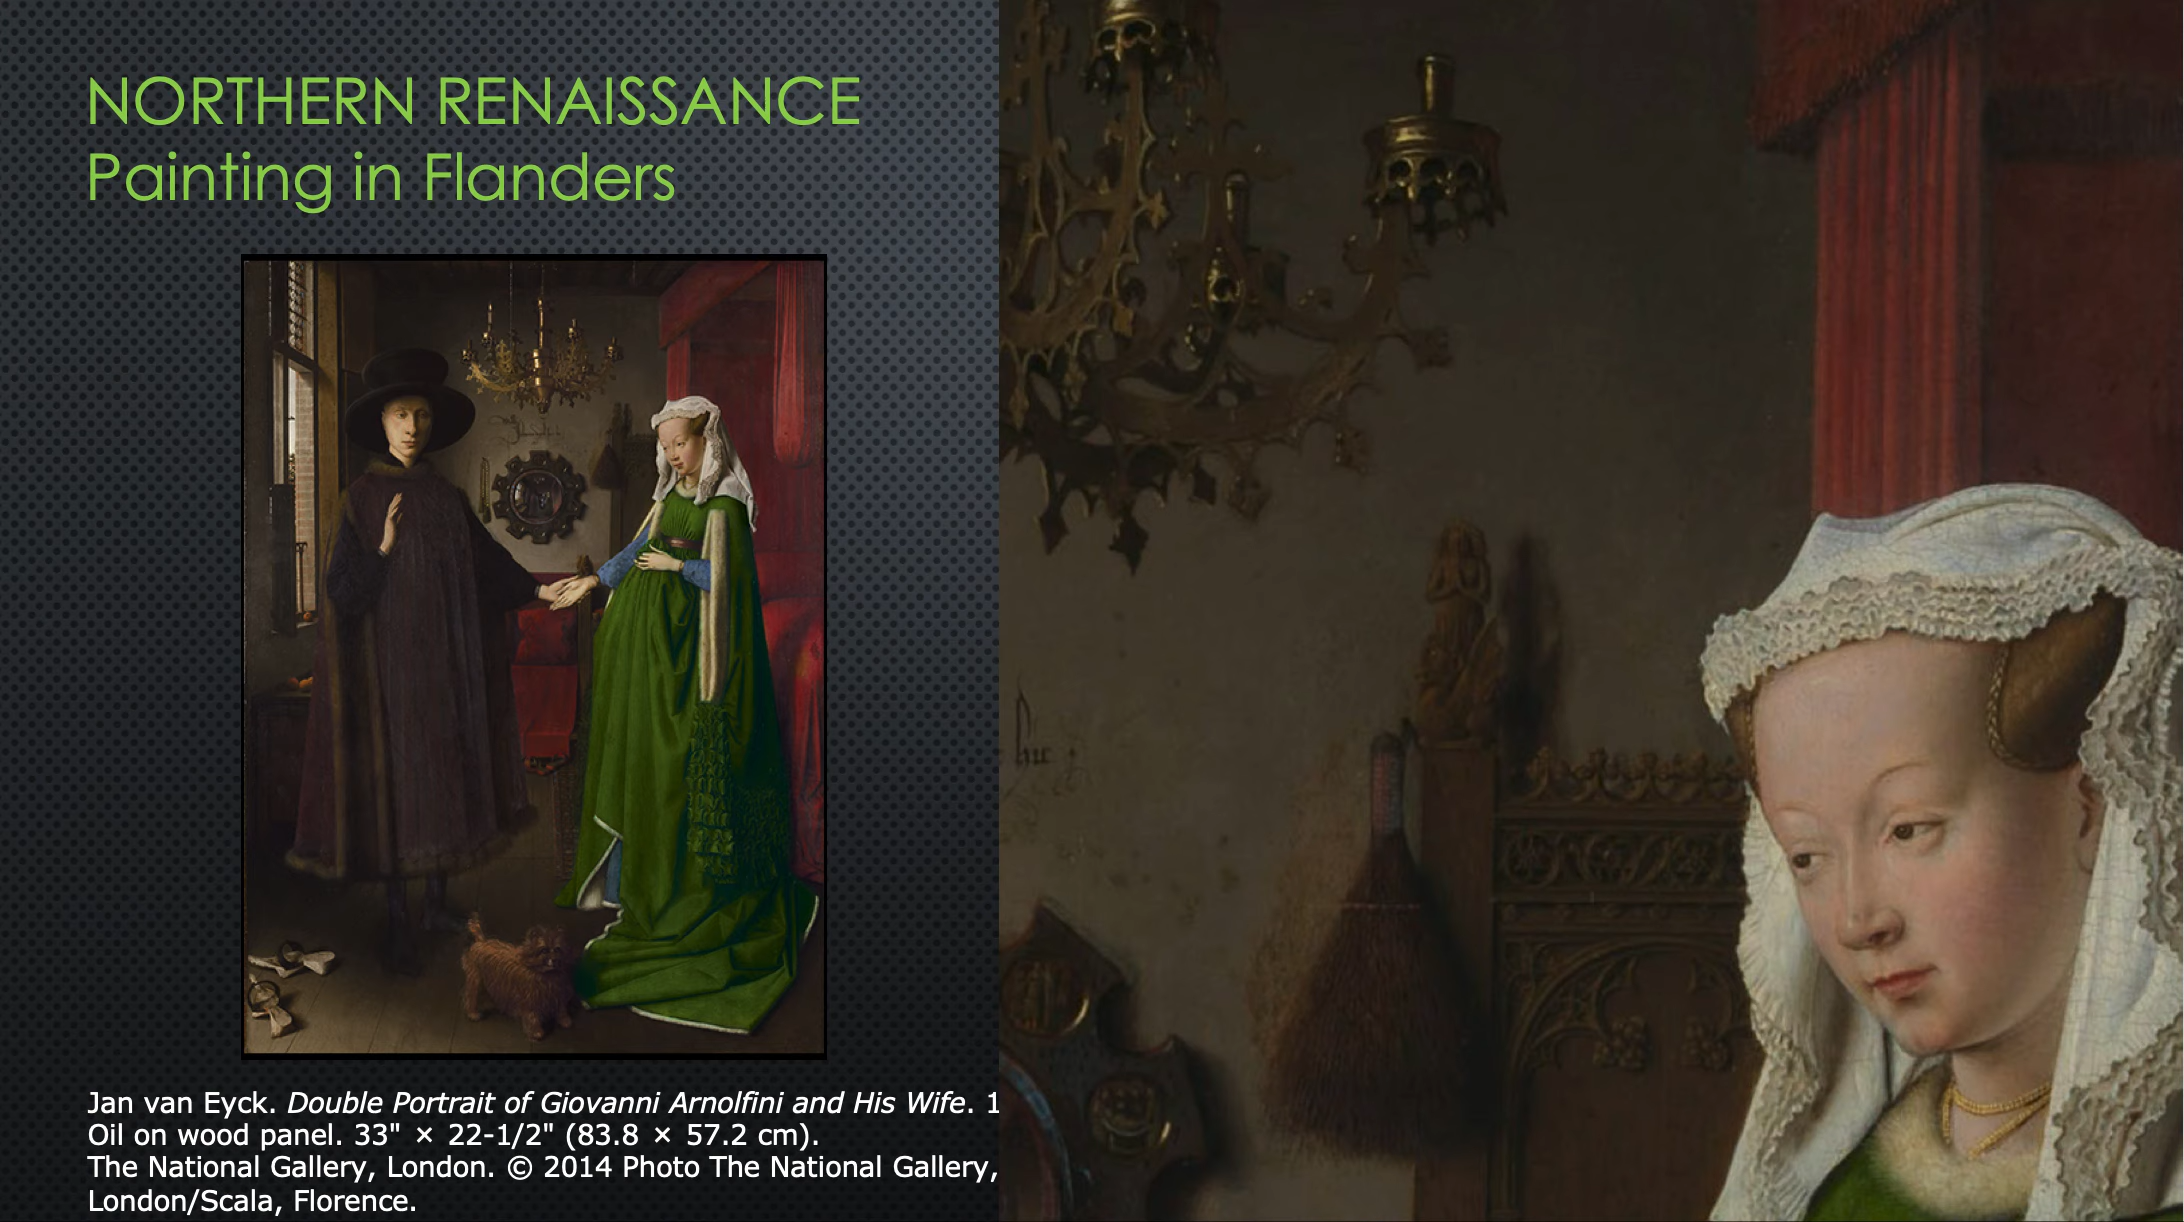 NORTHERN RENAISSANCE
Painting in Flanders
Jan van Eyck. Double Portrait of Giovanni Arnolfini and His Wife. 1
Oil on wood panel. 33" × 22-1/2" (83.8 × 57.2 cm).
The National Gallery, London. © 2014 Photo The National Gallery,
London/Scala, Florence.
hic